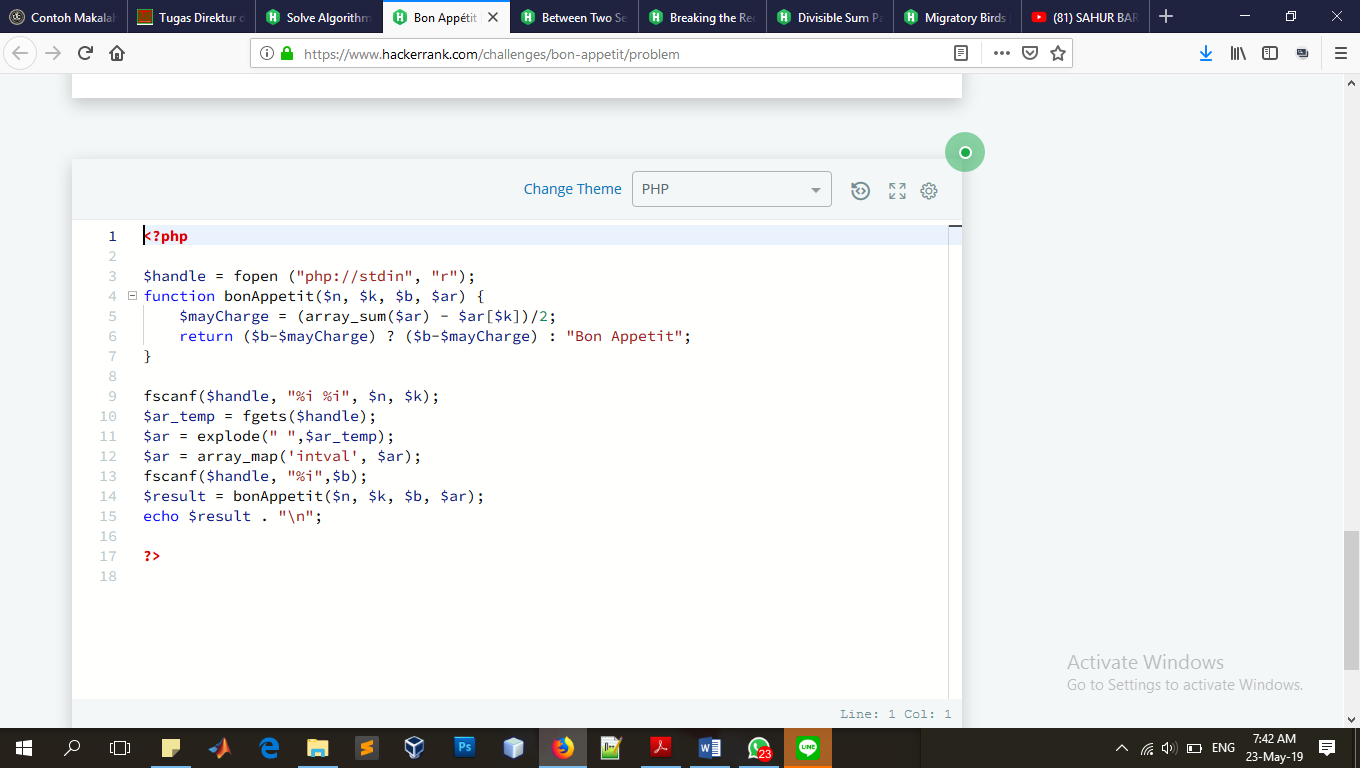 Contoh Makalah
Tugas Direktur d
Solve Algorithm
Bon Appétit
Between Two Se
Breaking the Rec
Divisible Sum Pa
Migratory Birds
(81) SAHUR BAR
https://www.hackerrank.com/challenges/bon-appetit/problem
Change Theme
PHP
1 <?php
2
3 $handle = fopen ("php://stdin", "r");
4 function bonAppetit($n, $k, $b, $ar) {
5 $mayCharge = (array_sum($ar) - $ar[$k])/2;
6 return ($b-$mayCharge) ? ($b-$mayCharge) : "Bon Appetit";
7 }
8
9 fscanf($handle, "%i %i", $n, $k);
10 $ar_temp = fgets($handle);
11 $ar = explode(" ",$ar_temp);
12 $ar = array_map('intval', $ar);
13 fscanf($handle, "%i",$b);
14 $result = bonAppetit($n, $k, $b, $ar);
15 echo $result . "\n";
16
17 ?>
18
Activate Windows
Go to Settings to activate Windows.
Line: 1 Col: 1
Ps
23
LINE
ENG
7:42 AM
23-May-19